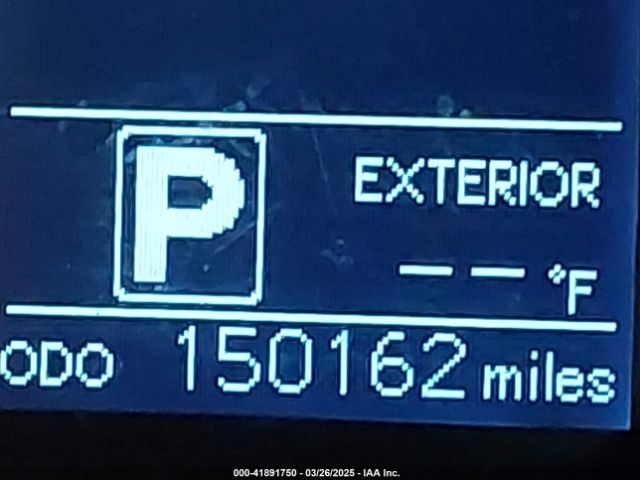 P
EXTERIOR
-- °F
ODO 150162 miles
000-41891750 - 03/26/2025 - IAA Inc.